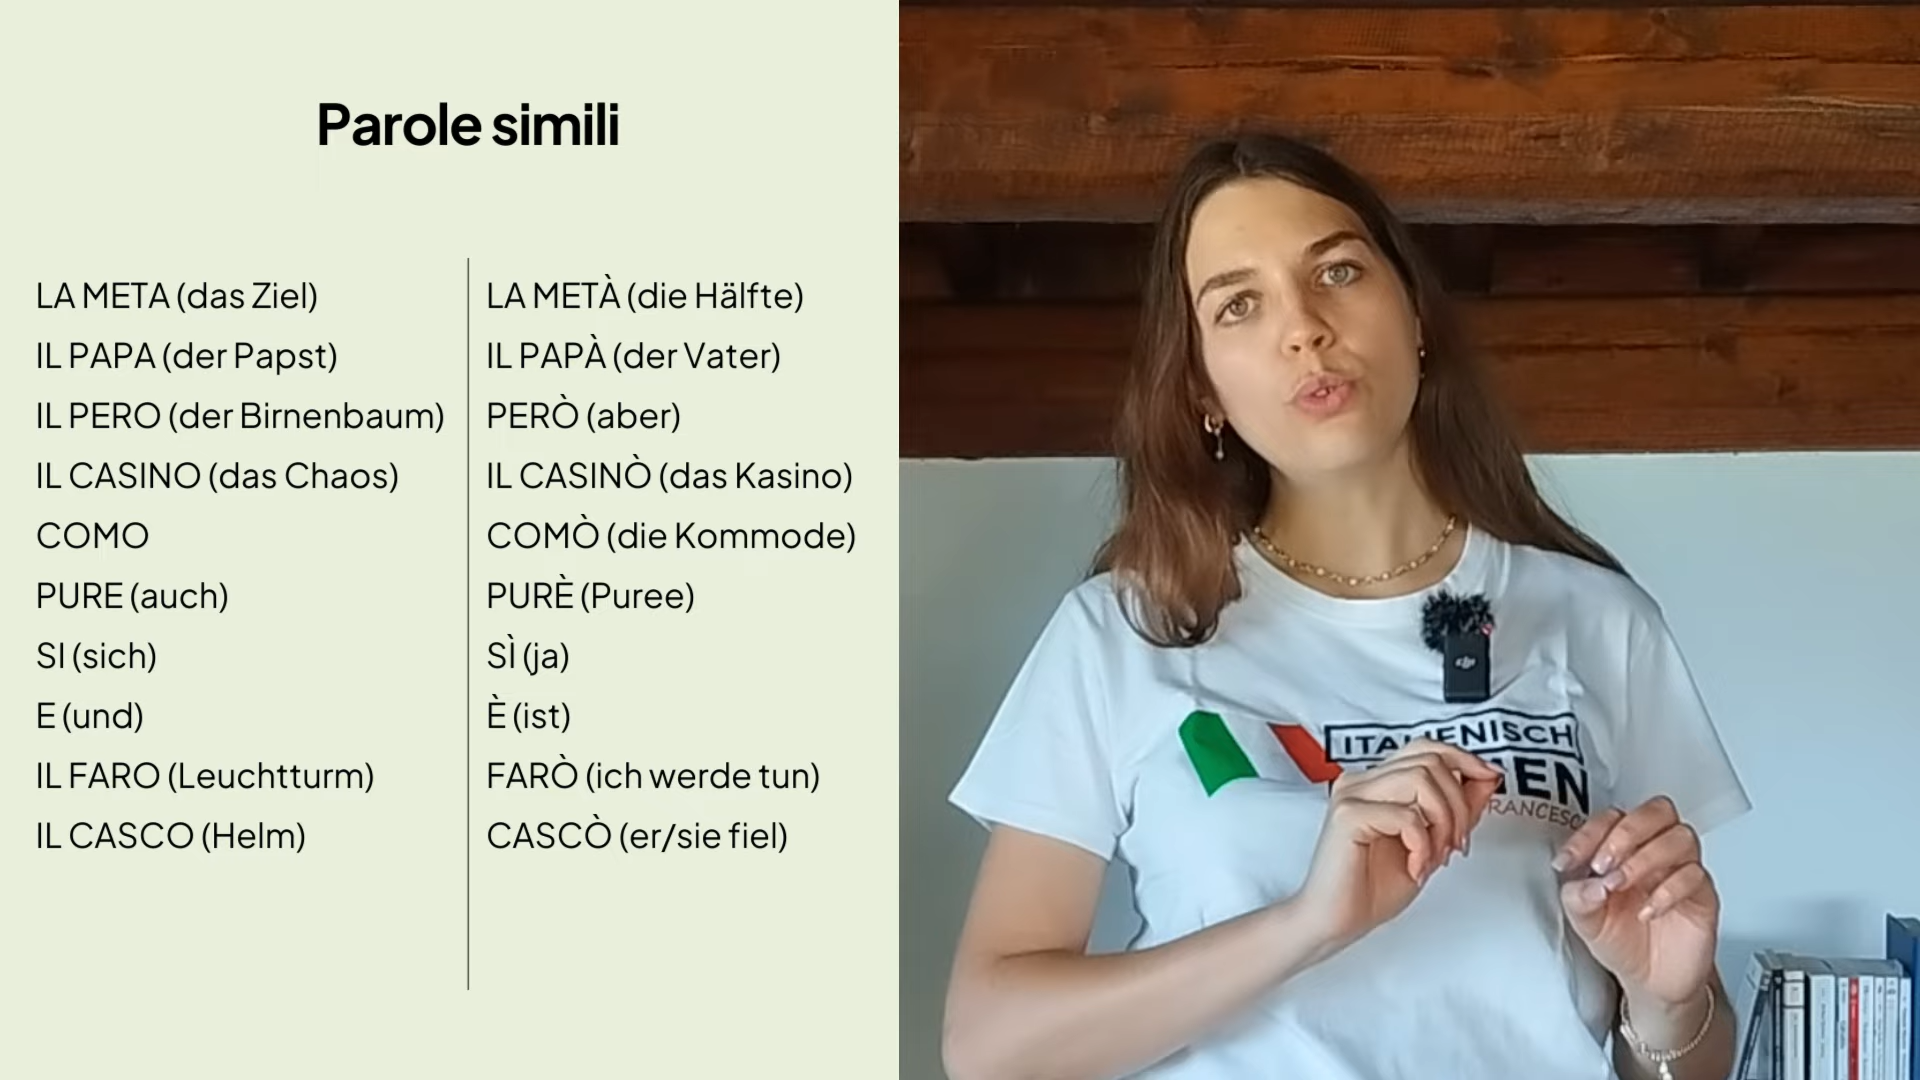 Parole simili
LA META (das Ziel)
IL PAPA (der Papst)
IL PERO (der Birnenbaum)
IL CASINO (das Chaos)
COMO
PURE (auch)
SI (sich)
E (und)
IL FARO (Leuchtturm)
IL CASCO (Helm)
LA METÀ (die Hälfte)
IL PAPÀ (der Vater)
PERÒ (aber)
IL CASINÒ (das Kasino)
COMÒ (die Kommode)
PURÈ (Puree)
SÌ (ja)
È (ist)
FARÒ (ich werde tun)
CASCÒ (er/sie fiel)
ITALIENISCH